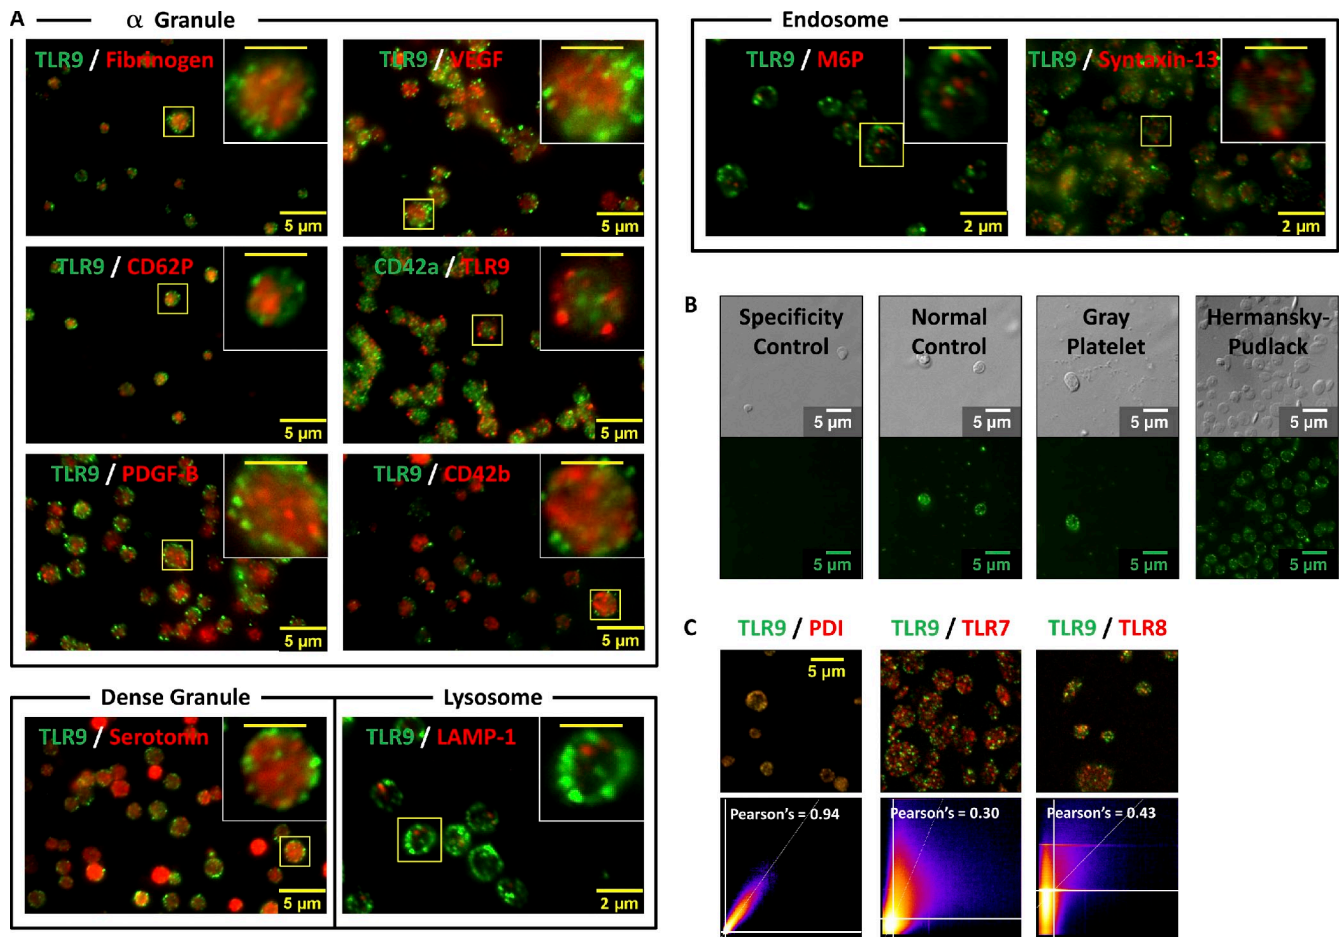 A
α Granule
TLR9 / Fibrinogen
5 µm
TLR9 / VEGF
5 µm
TLR9 / CD62P
5 µm
CD42a / TLR9
5 µm
TLR9 / PDGF-B
5 µm
TLR9 / CD42b
5 µm
Dense Granule
TLR9 / Serotonin
5 µm
Lysosome
TLR9 / LAMP-1
2 µm
Endosome
TLR9 / M6P
2 µm
TLR9 / Syntaxin-13
2 µm
B
Specificity
Control
5 µm
5 µm
Normal
Control
5 µm
5 µm
Gray
Platelet
5 µm
5 µm
Hermansky-
Pudlack
5 µm
5 µm
C
TLR9 / PDI
5 µm
Pearson's = 0.94
TLR9 / TLR7
Pearson's = 0.30
TLR9 / TLR8
Pearson's = 0.43